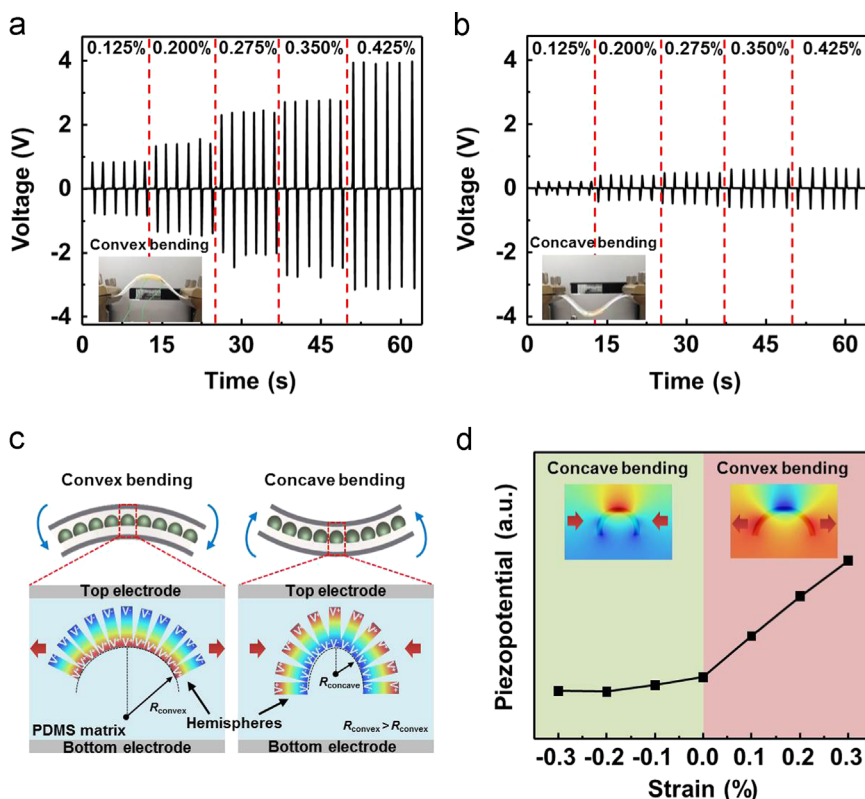 a
0.125% 0.200% 0.275% 0.350% 0.425%
4
2
0
-2
-4
Voltage (V)
Convex bending
0 15 30 45 60
Time (s)
b
0.125% 0.200% 0.275% 0.350% 0.425%
4
2
0
-2
-4
Voltage (V)
Concave bending
0 15 30 45 60
Time (s)
c
Convex bending
Concave bending
Top electrode
Top electrode
Rconvex
Rconcave
Hemispheres
PDMS matrix
Rconvex > Rconvex
Bottom electrode
Bottom electrode
d
Piezopotential (a.u.)
Concave bending
Convex bending
-0.3 -0.2 -0.1 0.0 0.1 0.2 0.3
Strain (%)